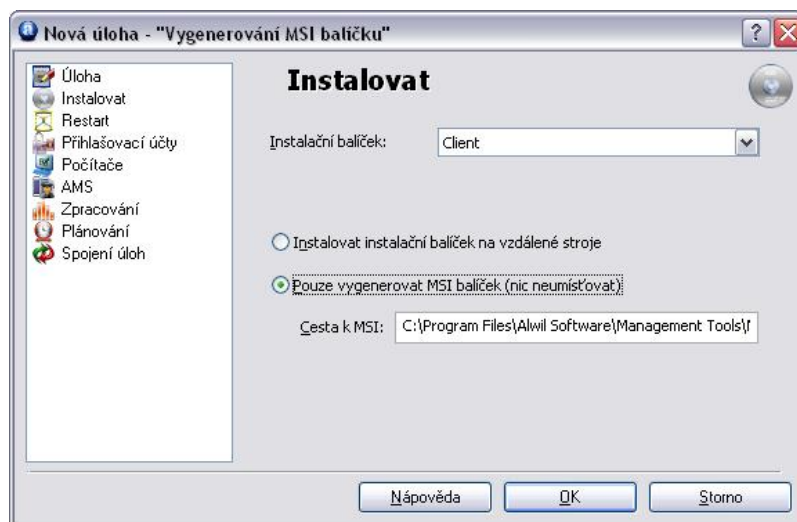 Nová úloha - "Vygenerování MSI balíčku"
Úloha
Instalovat
Restart
Přihlašovací účty
Počítače
AMS
Zpracování
Plánování
Spojení úloh
Instalovat
Instalační balíček: Client
Instalovat instalační balíček na vzdálené stroje
Pouze vygenerovat MSI balíček (nic neumísťovat)
Cesta k MSI: C:\Program Files\Alwil Software\Management Tools\
Nápověda OK Storno